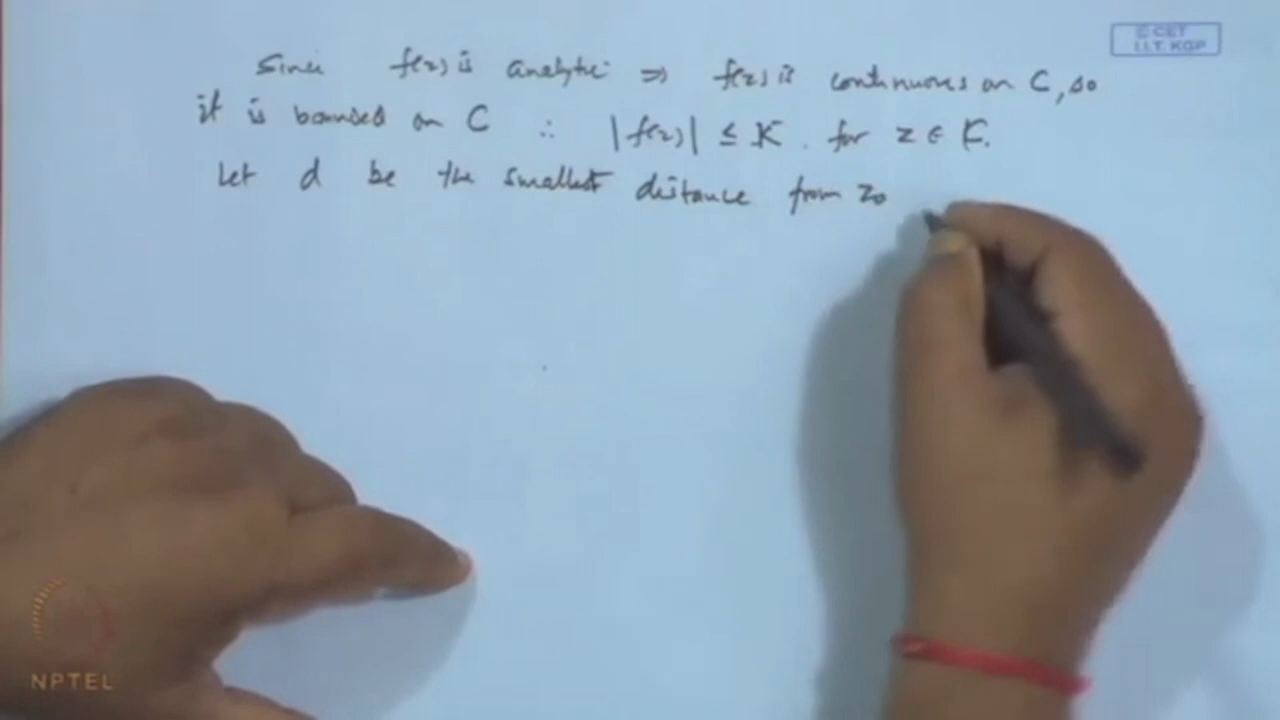 © CET
I.I.T. KGP
Since f(z) is analytic ⇒ f(z) is continuous on C, so
it is bounded on C ∴ |f(z)| ≤ K. for z ∈ C.
Let d be the smallest distance from z₀
NPTEL